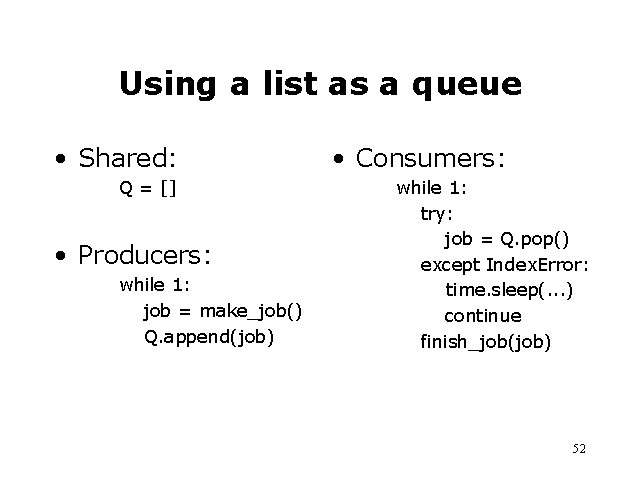 Using a list as a queue
• Shared:
Q = []
• Producers:
while 1:
job = make_job()
Q.append(job)
• Consumers:
while 1:
try:
job = Q.pop()
except IndexError:
time.sleep(...)
continue
finish_job(job)
52